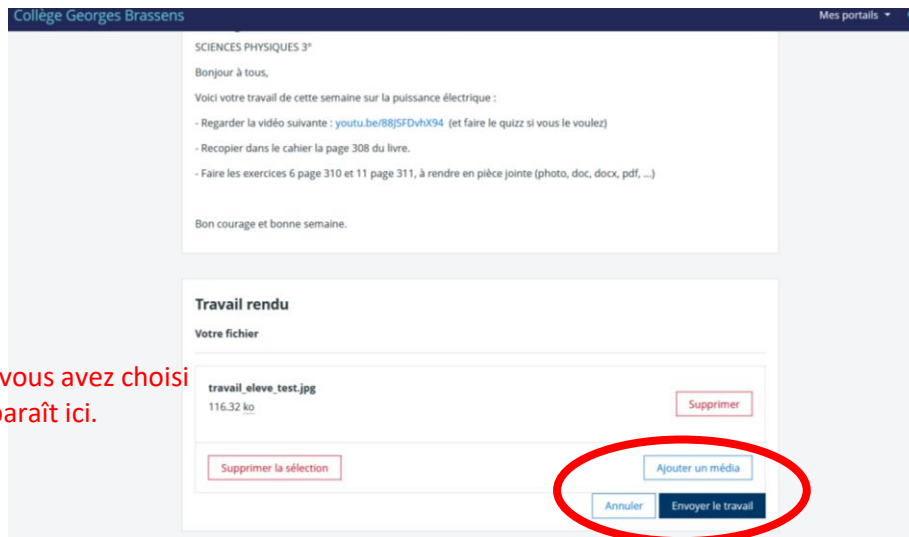 Collège Georges Brassens
Mes portails
SCIENCES PHYSIQUES 3°
Bonjour à tous,
Voici votre travail de cette semaine sur la puissance électrique :
- Regarder la vidéo suivante : youtu.be/88JSFDvhX94 (et faire le quizz si vous le voulez)
- Recopier dans le cahier la page 308 du livre.
- Faire les exercices 6 page 310 et 11 page 311, à rendre en pièce jointe (photo, doc, docx, pdf, ...)
Bon courage et bonne semaine.
Travail rendu
Votre fichier
vous avez choisi
paraît ici.
travail_eleve_test.jpg
116.32 ko
Supprimer
Supprimer la sélection
Ajouter un média
Annuler
Envoyer le travail